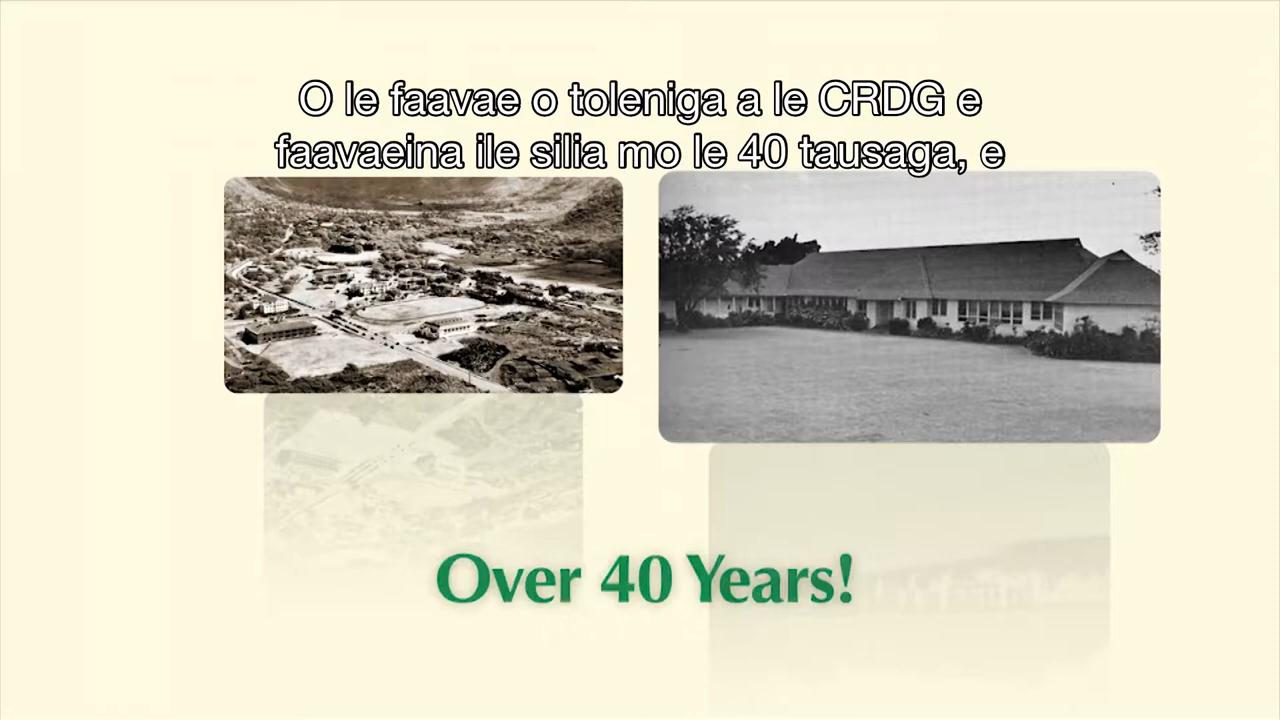 O le faavae o toleniga a le CRDG e
faavaeina ile silia mo le 40 tausaga, e
Over 40 Years!